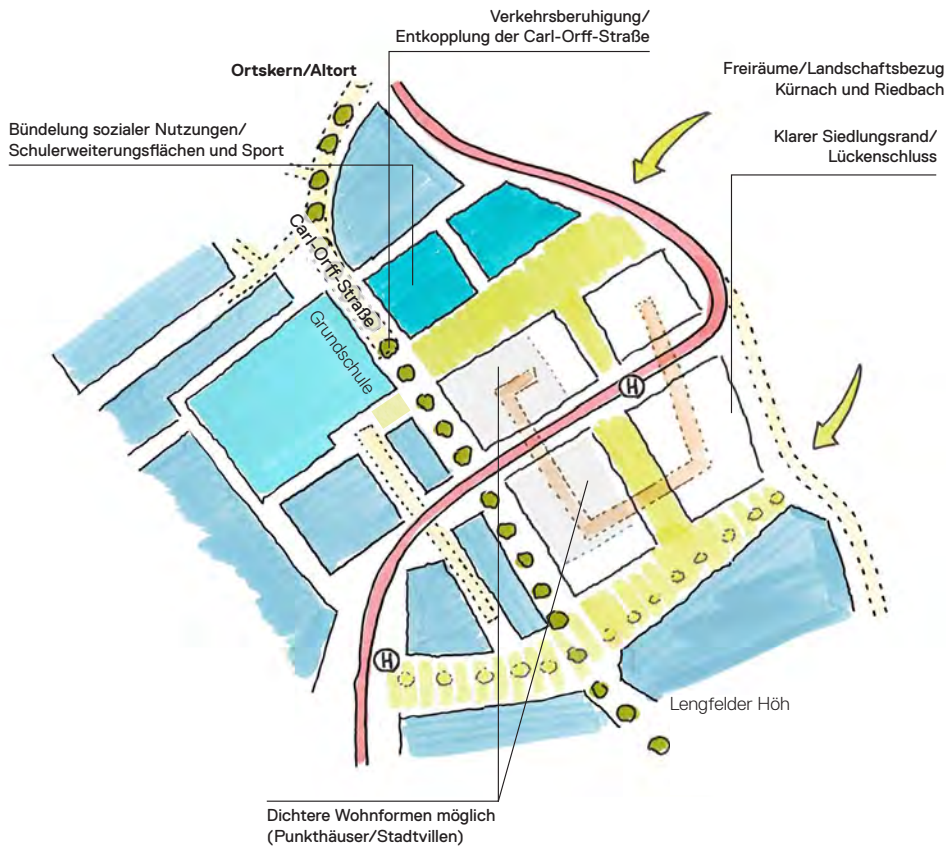 Verkehrsberuhigung/
Entkopplung der Carl-Orff-Straße
Ortskern/Altort
Freiräume/Landschaftsbezug
Kürnach und Riedbach
Bündelung sozialer Nutzungen/
Schulerweiterungsflächen und Sport
Klarer Siedlungsrand/
Lückenschluss
Carl-Orff-Straße
Grundschule
H
H
Lengfelder Höh
Dichtere Wohnformen möglich
(Punkthäuser/Stadtvillen)